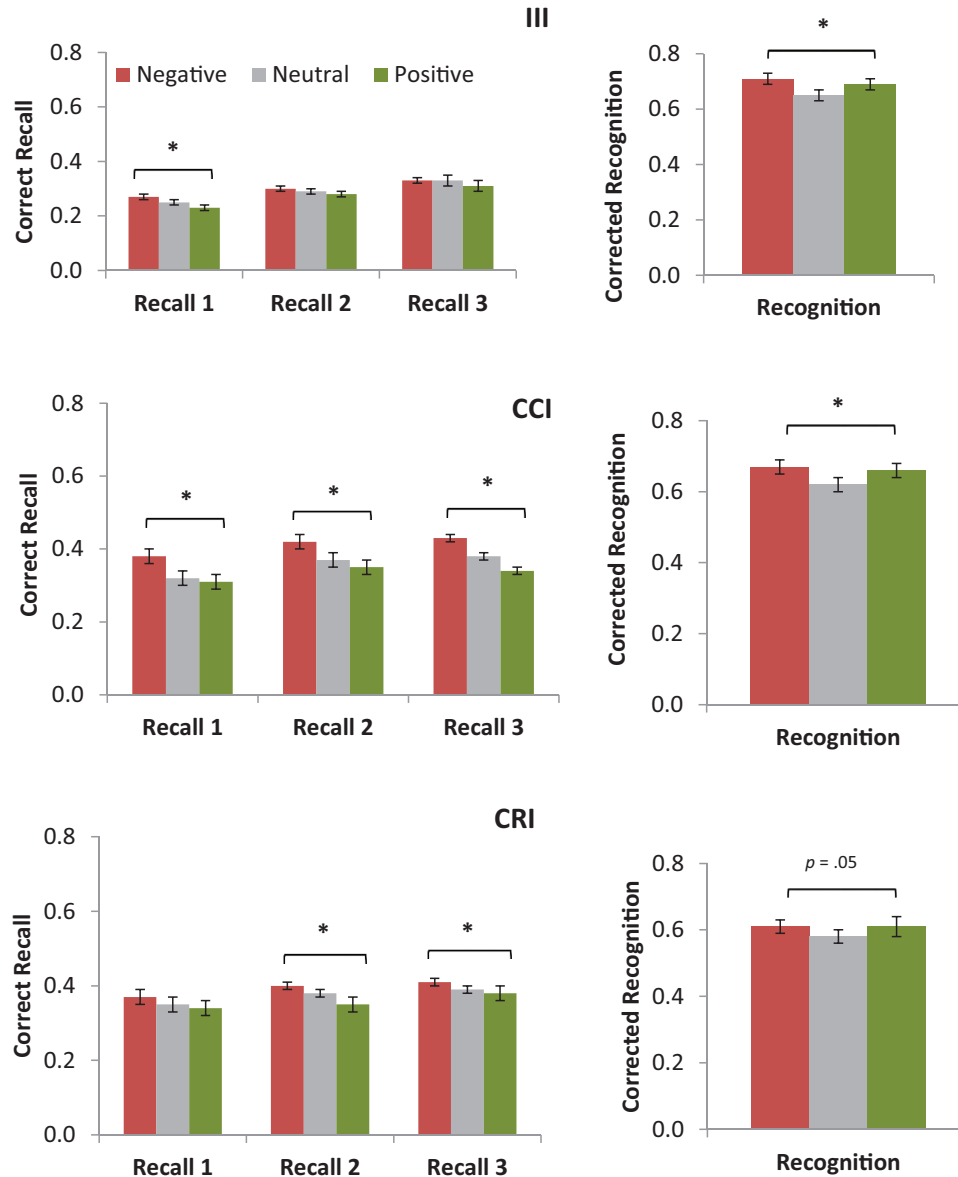 III
Negative Neutral Positive
Correct Recall
0.8
0.6
0.4
0.2
0.0
*
Recall 1 Recall 2 Recall 3
Corrected Recognition
0.8
0.6
0.4
0.2
0.0
*
Recognition
CCI
Correct Recall
0.8
0.6
0.4
0.2
0.0
* * *
Recall 1 Recall 2 Recall 3
Corrected Recognition
0.8
0.6
0.4
0.2
0.0
*
Recognition
CRI
Correct Recall
0.8
0.6
0.4
0.2
0.0
* *
Recall 1 Recall 2 Recall 3
Corrected Recognition
0.8
0.6
0.4
0.2
0.0
p = .05
Recognition